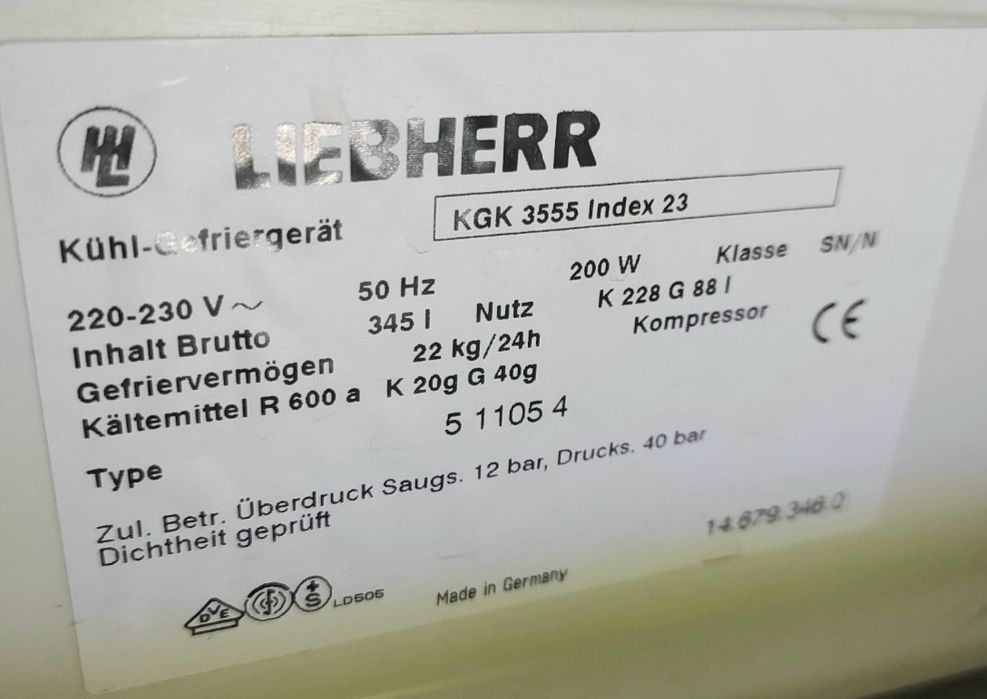 HL
LIEBHERR
Kühl-Gefriergerät KGK 3555 Index 23
220-230 V ~ 50 Hz 200 W Klasse SN/N
Inhalt Brutto 345 l Nutz K 228 G 88 l
Gefriervermögen 22 kg/24h Kompressor CE
Kältemittel R 600 a K 20g G 40g
Type 5 1105 4
Zul. Betr. Überdruck Saugs. 12 bar, Drucks. 40 bar
Dichtheit geprüft
14.679.346.0
DVE +S LD505 Made in Germany